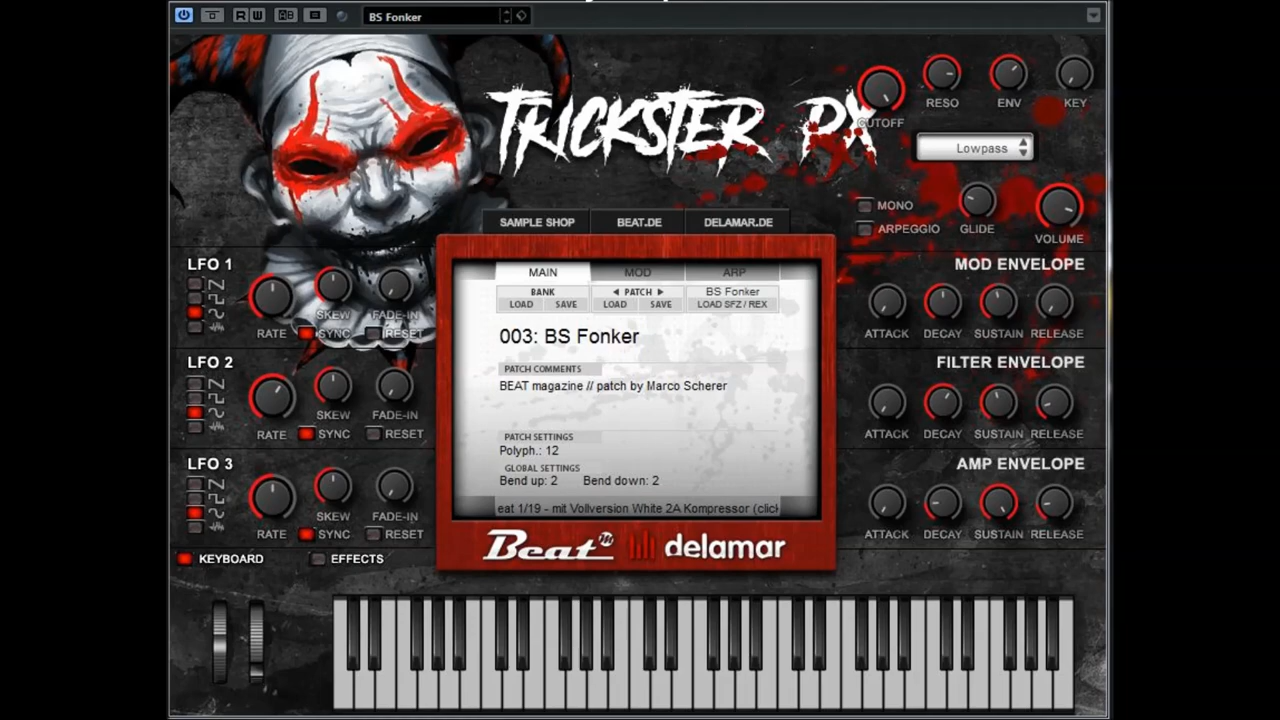 R W A B
BS Fonker
TRICKSTER PX
CUTOFF RESO ENV KEY
Lowpass
MONO
ARPEGGIO GLIDE VOLUME
SAMPLE SHOP BEAT.DE DELAMAR.DE
LFO 1
RATE SKEW FADE-IN
SYNC RESET
LFO 2
RATE SKEW FADE-IN
SYNC RESET
LFO 3
RATE SKEW FADE-IN
SYNC RESET
KEYBOARD EFFECTS
MAIN MOD ARP
BANK ◄ PATCH ► BS Fonker
LOAD SAVE LOAD SAVE LOAD SFZ / REX
003: BS Fonker
PATCH COMMENTS
BEAT magazine // patch by Marco Scherer
PATCH SETTINGS
Polyph.: 12
GLOBAL SETTINGS
Bend up: 2 Bend down: 2
eat 1/19 - mit Vollversion White 2A Kompressor (click
Beat delamar
MOD ENVELOPE
ATTACK DECAY SUSTAIN RELEASE
FILTER ENVELOPE
ATTACK DECAY SUSTAIN RELEASE
AMP ENVELOPE
ATTACK DECAY SUSTAIN RELEASE